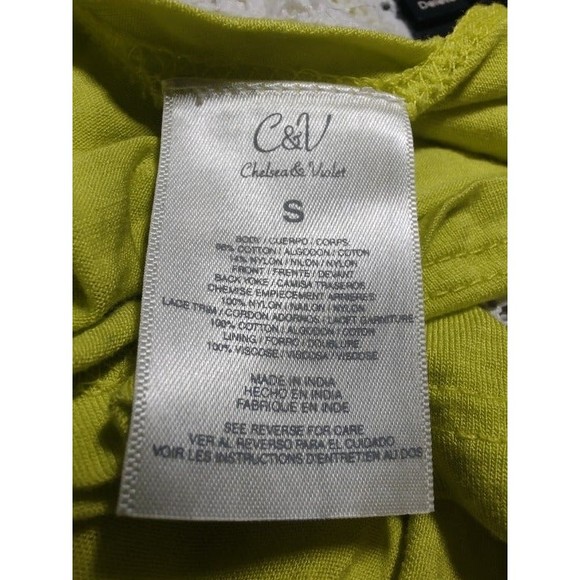 C&V
Chelsea & Violet
S
BODY / CUERPO / CORPS:
86% COTTON / ALGODON / COTON
14% NYLON / NILON / NYLON
FRONT / FRENTE / DEVANT
BACK YOKE / CAMISA TRASEROS
CHEMISE EMPIECEMENT ARRIERES:
100% NYLON / NAILON / NYLON
LACE TRIM / CORDON ADORNOS / LACET GARNITURE
100% COTTON / ALGODON / COTON
LINING / FORRO / DOUBLURE
100% VISCOSE / VISCOSA / VISCOSE
MADE IN INDIA
HECHO EN INDIA
FABRIQUE EN INDE
SEE REVERSE FOR CARE
VER AL REVERSO PARA EL CUIDADO
VOIR LES INSTRUCTIONS D'ENTRETIEN AU DOS